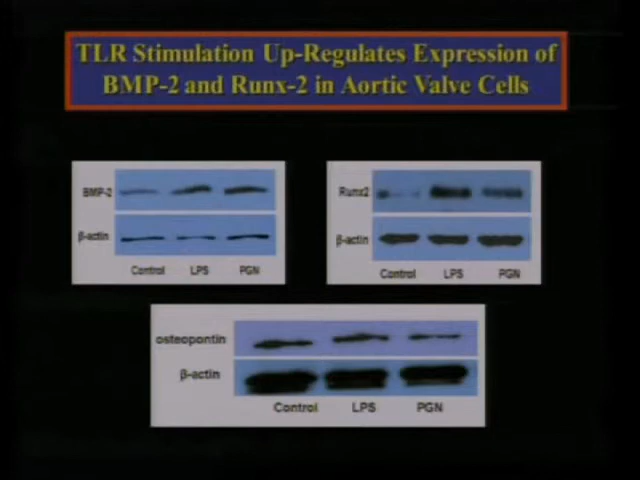 TLR Stimulation Up-Regulates Expression of
BMP-2 and Runx-2 in Aortic Valve Cells
BMP-2
β-actin
Control LPS PGN
Runx2
β-actin
Control LPS PGN
osteopontin
β-actin
Control LPS PGN